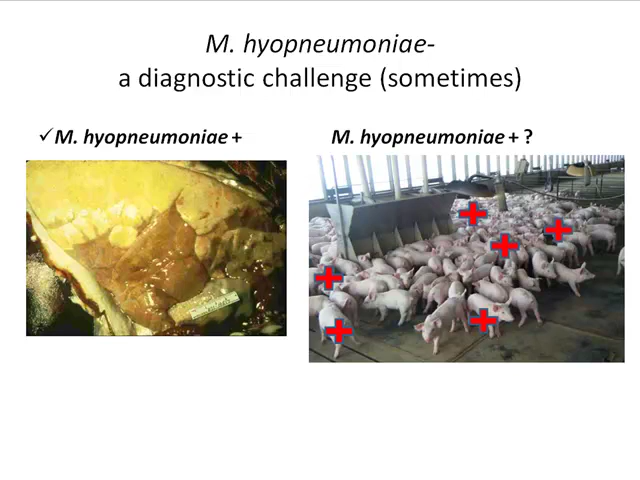 M. hyopneumoniae-
a diagnostic challenge (sometimes)
✓M. hyopneumoniae +
M. hyopneumoniae + ?